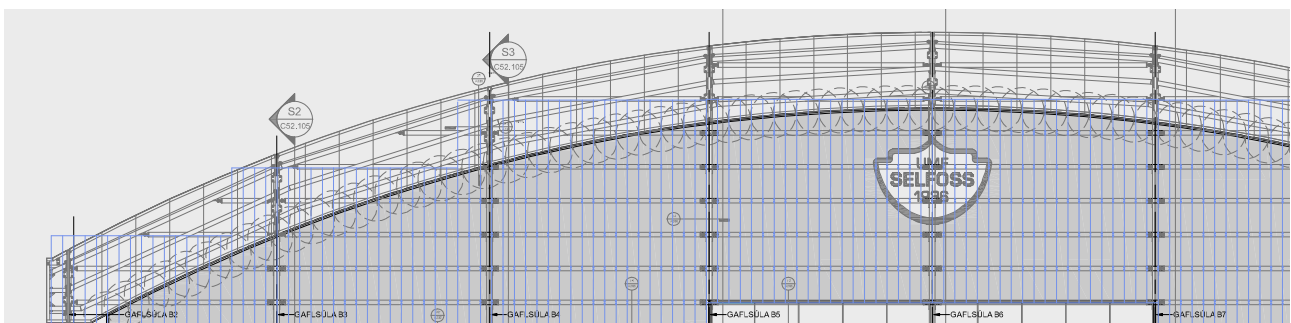 S3
C52.105
S2
C52.105
UMF
SELFOSS
1936
GAFLSÚLA B2
GAFLSÚLA B3
GAFLSÚLA B4
GAFLSÚLA B5
GAFLSÚLA B6
GAFLSÚLA B7